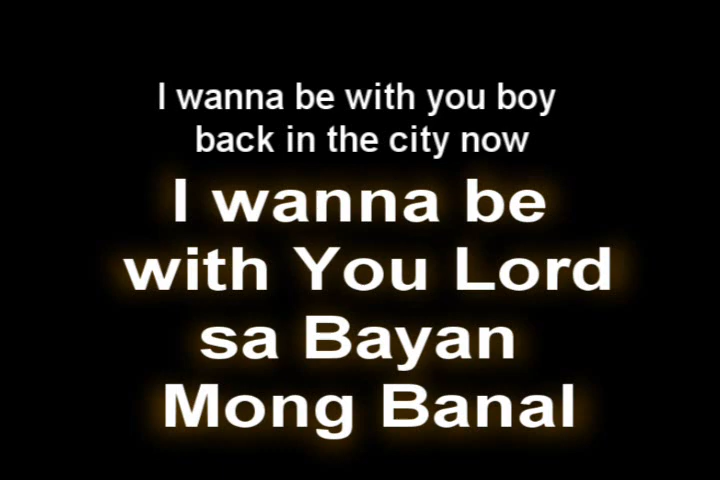 I wanna be with you boy
back in the city now
I wanna be
with You Lord
sa Bayan
Mong Banal